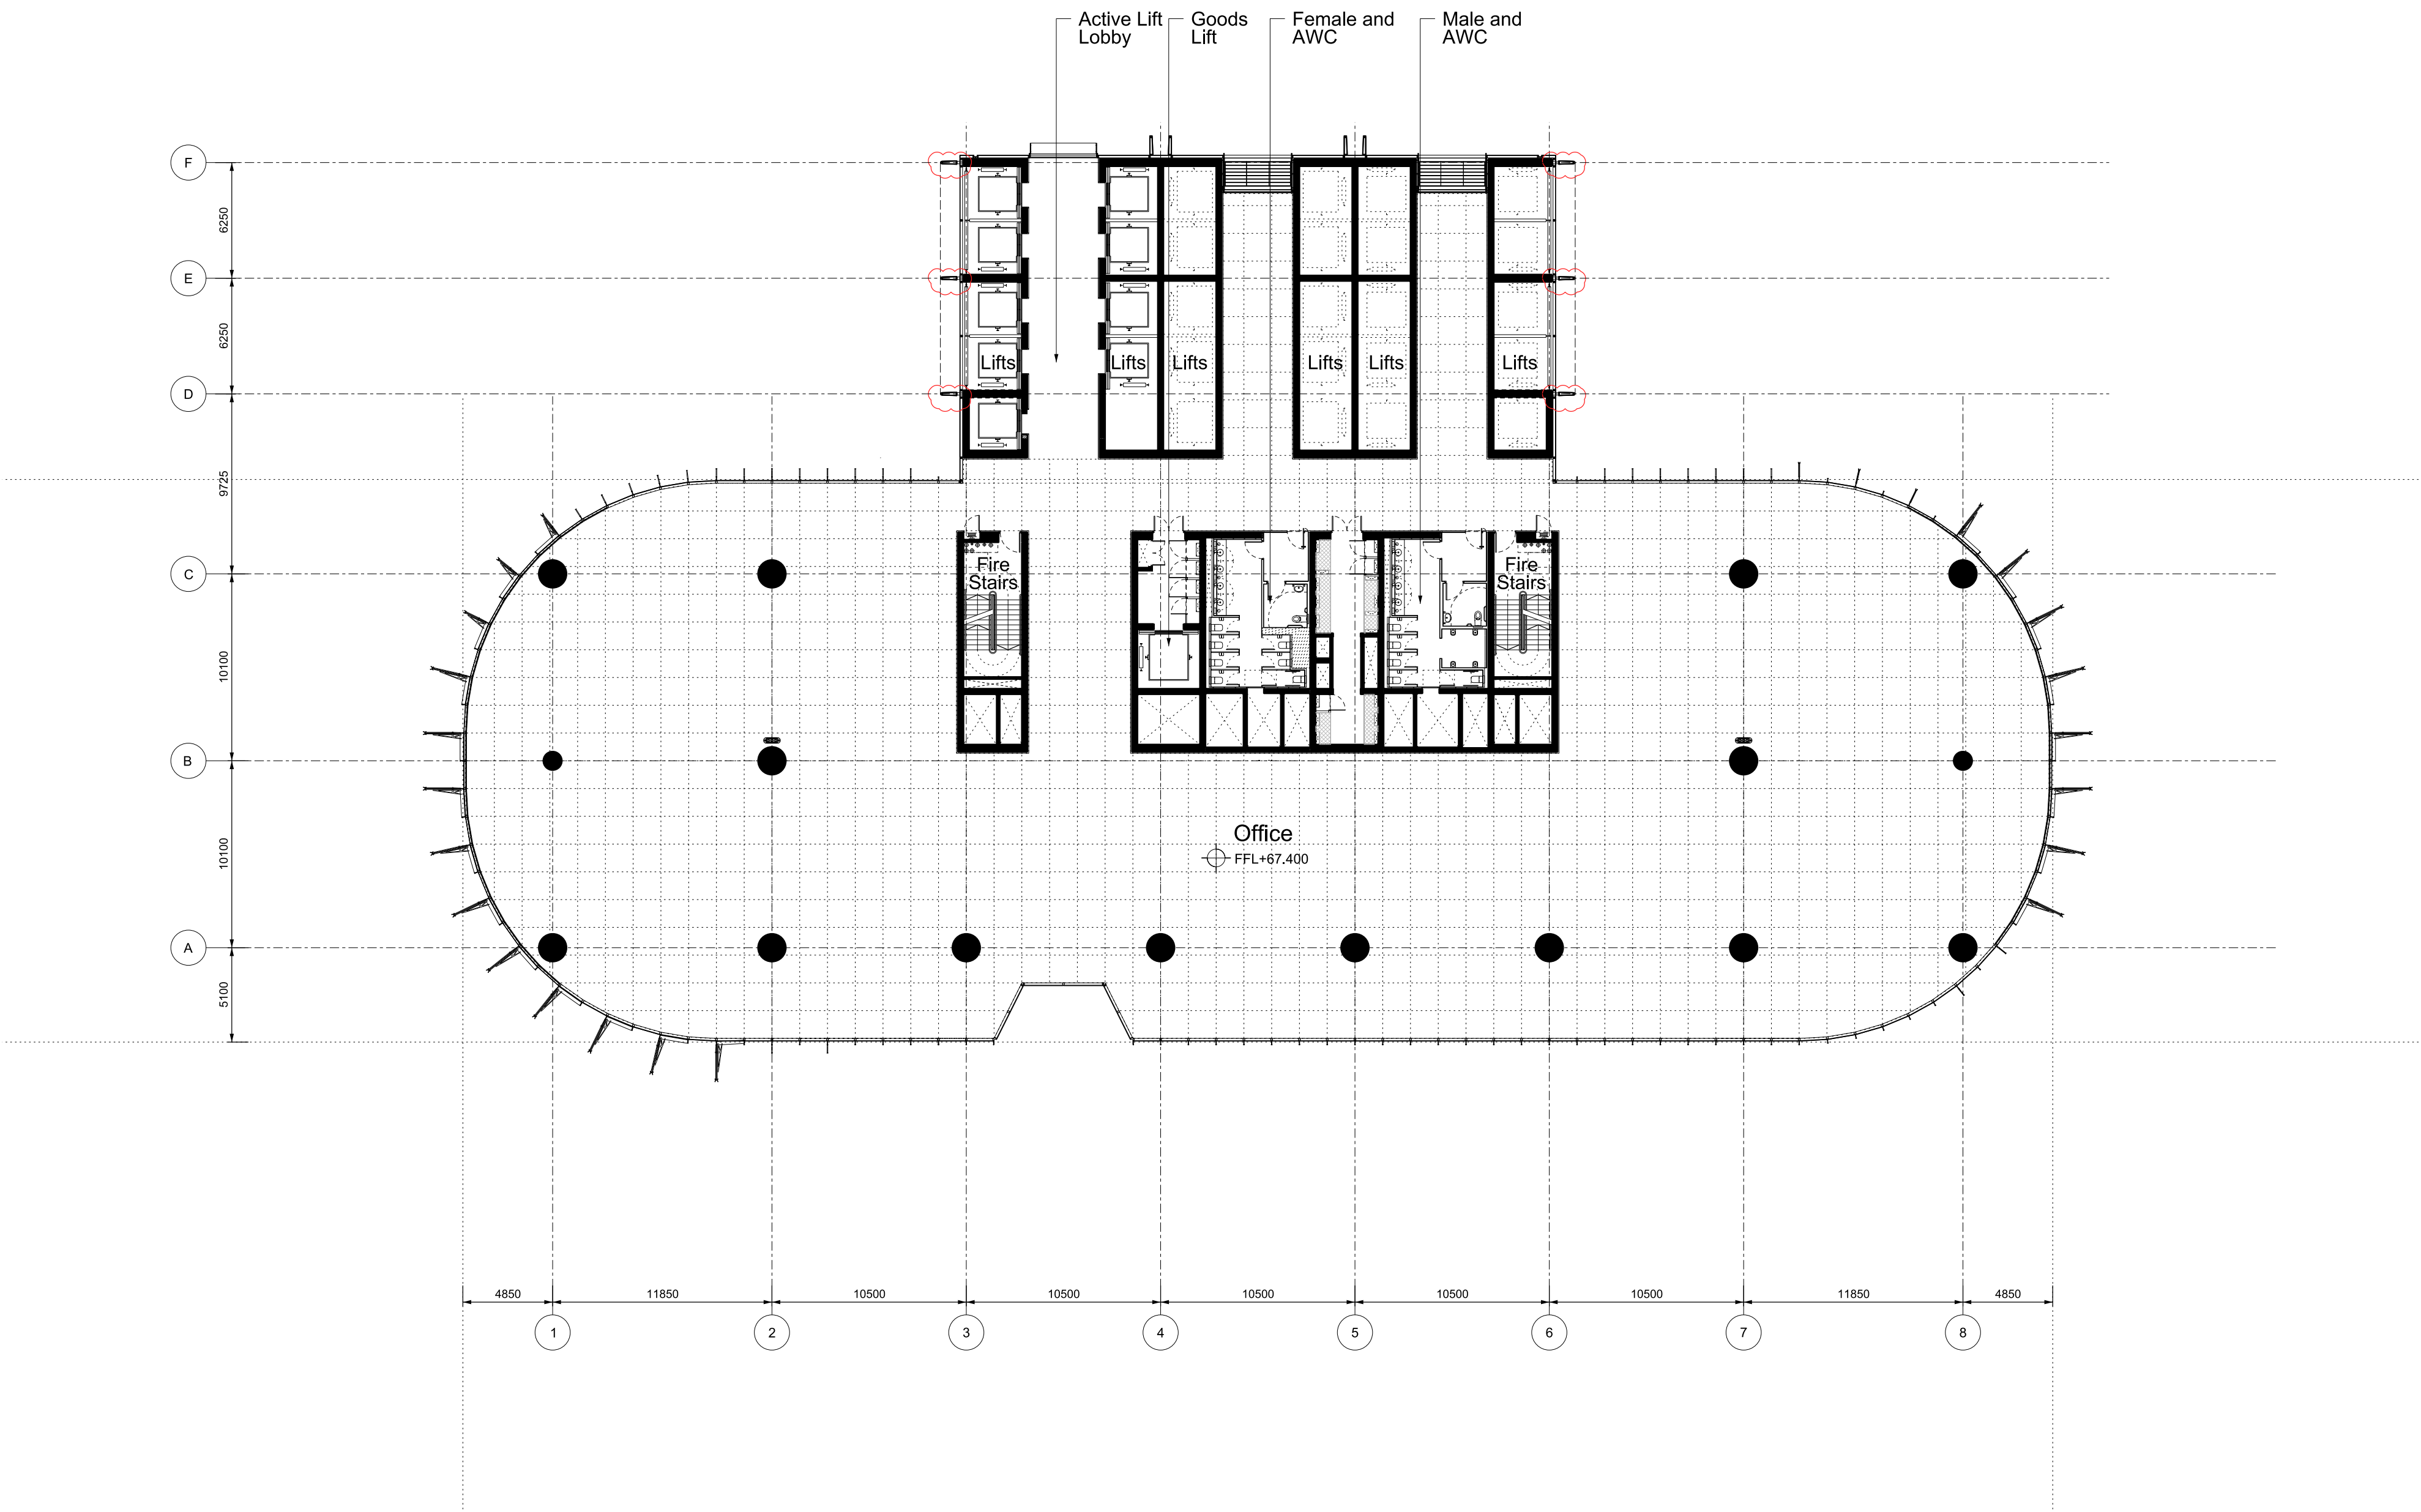 Active Lift
Lobby
Goods
Lift
Female and
AWC
Male and
AWC
F
6250
E
6250
Lifts
Lifts
Lifts
Lifts
Lifts
Lifts
D
9725
C
Fire
Stairs
Fire
Stairs
10100
B
Office
FFL+67.400
10100
A
5100
4850
11850
10500
10500
10500
10500
10500
11850
4850
1
2
3
4
5
6
7
8